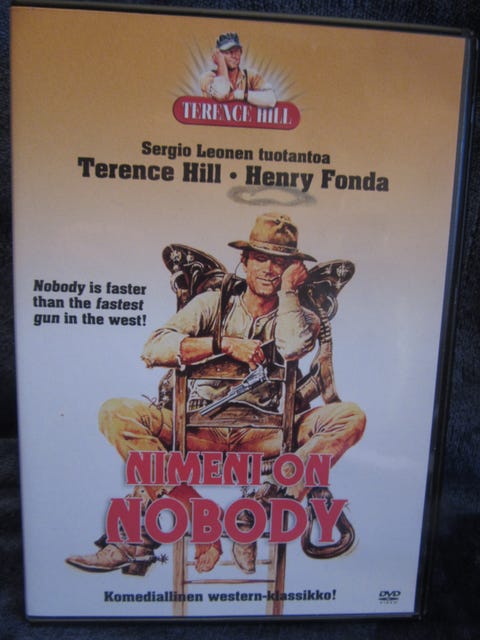 TERENCE HILL
Sergio Leonen tuotantoa
Terence Hill • Henry Fonda
Nobody is faster
than the fastest
gun in the west!
NIMENI ON
NOBODY
Komediallinen western-klassikko!
DVD
VIDEO